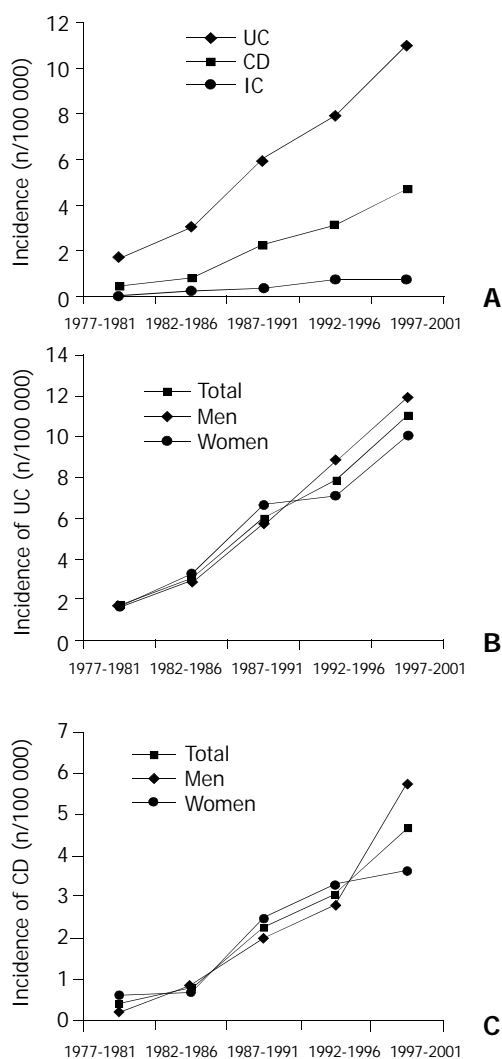 12
10
8
6
4
2
0
Incidence (n/100 000)
UC
CD
IC
1977-1981 1982-1986 1987-1991 1992-1996 1997-2001
A
14
12
10
8
6
4
2
0
Incidence of UC (n/100 000)
Total
Men
Women
1977-1981 1982-1986 1987-1991 1992-1996 1997-2001
B
7
6
5
4
3
2
1
0
Incidence of CD (n/100 000)
Total
Men
Women
1977-1981 1982-1986 1987-1991 1992-1996 1997-2001
C